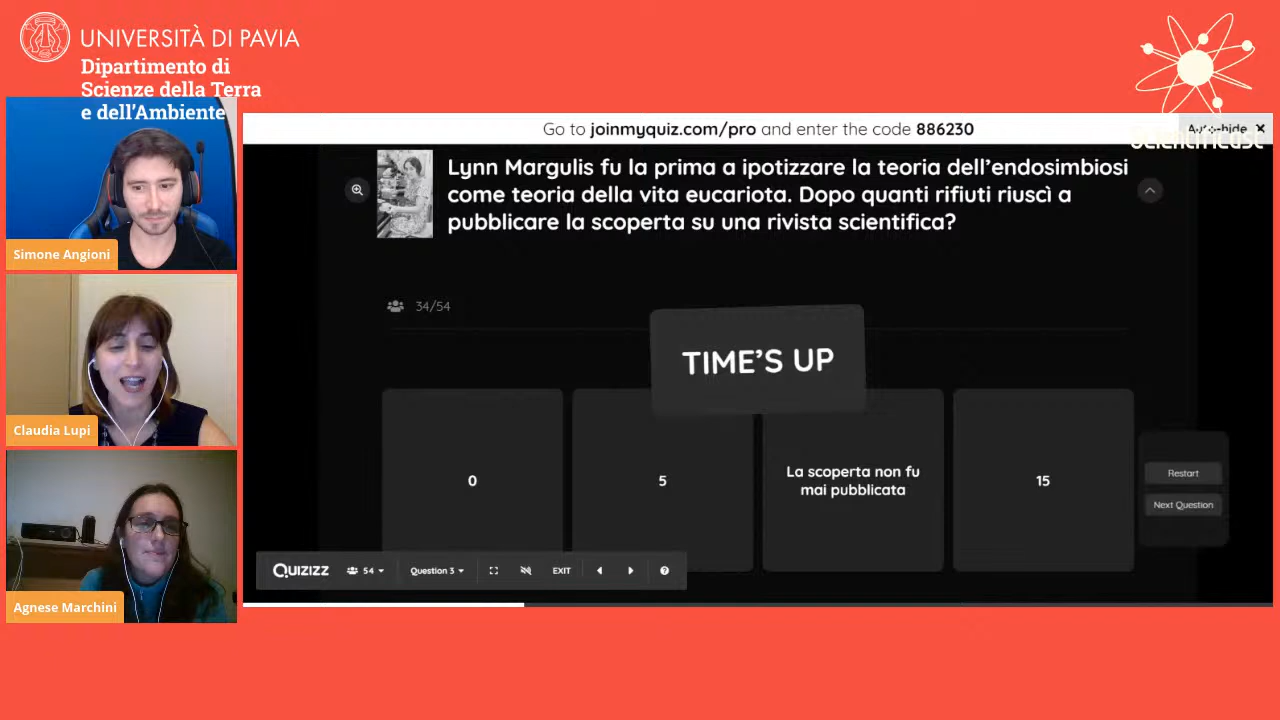 UNIVERSITÀ DI PAVIA
Dipartimento di
Scienze della Terra
e dell'Ambiente
Go to joinmyquiz.com/pro and enter the code 886230
Auto-hide
Scientificast
Lynn Margulis fu la prima a ipotizzare la teoria dell'endosimbiosi
come teoria della vita eucariota. Dopo quanti rifiuti riuscì a
pubblicare la scoperta su una rivista scientifica?
Simone Angioni
34/54
TIME'S UP
Claudia Lupi
0
5
La scoperta non fu
mai pubblicata
15
Restart
Next Question
Quizizz
54
Question 3
EXIT
Agnese Marchini